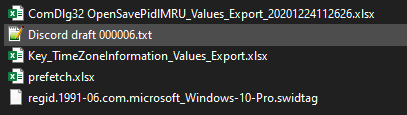 ComDlg32 OpenSavePidlMRU_Values_Export_20201224112626.xlsx
Discord draft 000006.txt
Key_TimeZoneInformation_Values_Export.xlsx
prefetch.xlsx
regid.1991-06.com.microsoft_Windows-10-Pro.swidtag